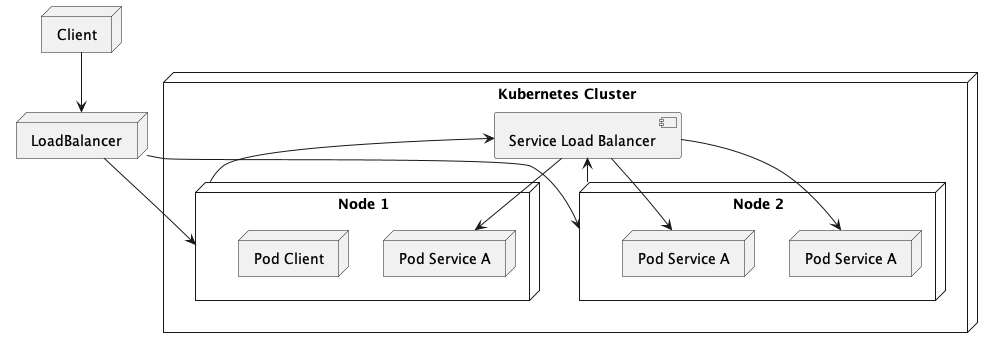 Client
Kubernetes Cluster
LoadBalancer
Service Load Balancer
Node 1
Node 2
Pod Client
Pod Service A
Pod Service A
Pod Service A